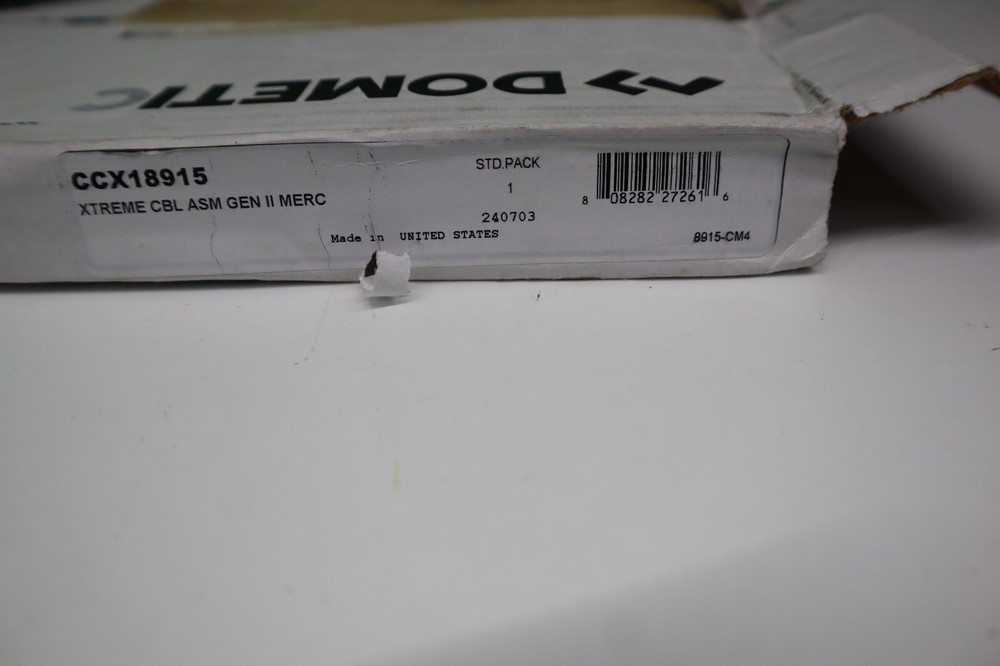 DOMETIC
CCX18915
XTREME CBL ASM GEN II MERC
STD.PACK
1
240703
Made in UNITED STATES
8 08282 27261 6
8915-CM4